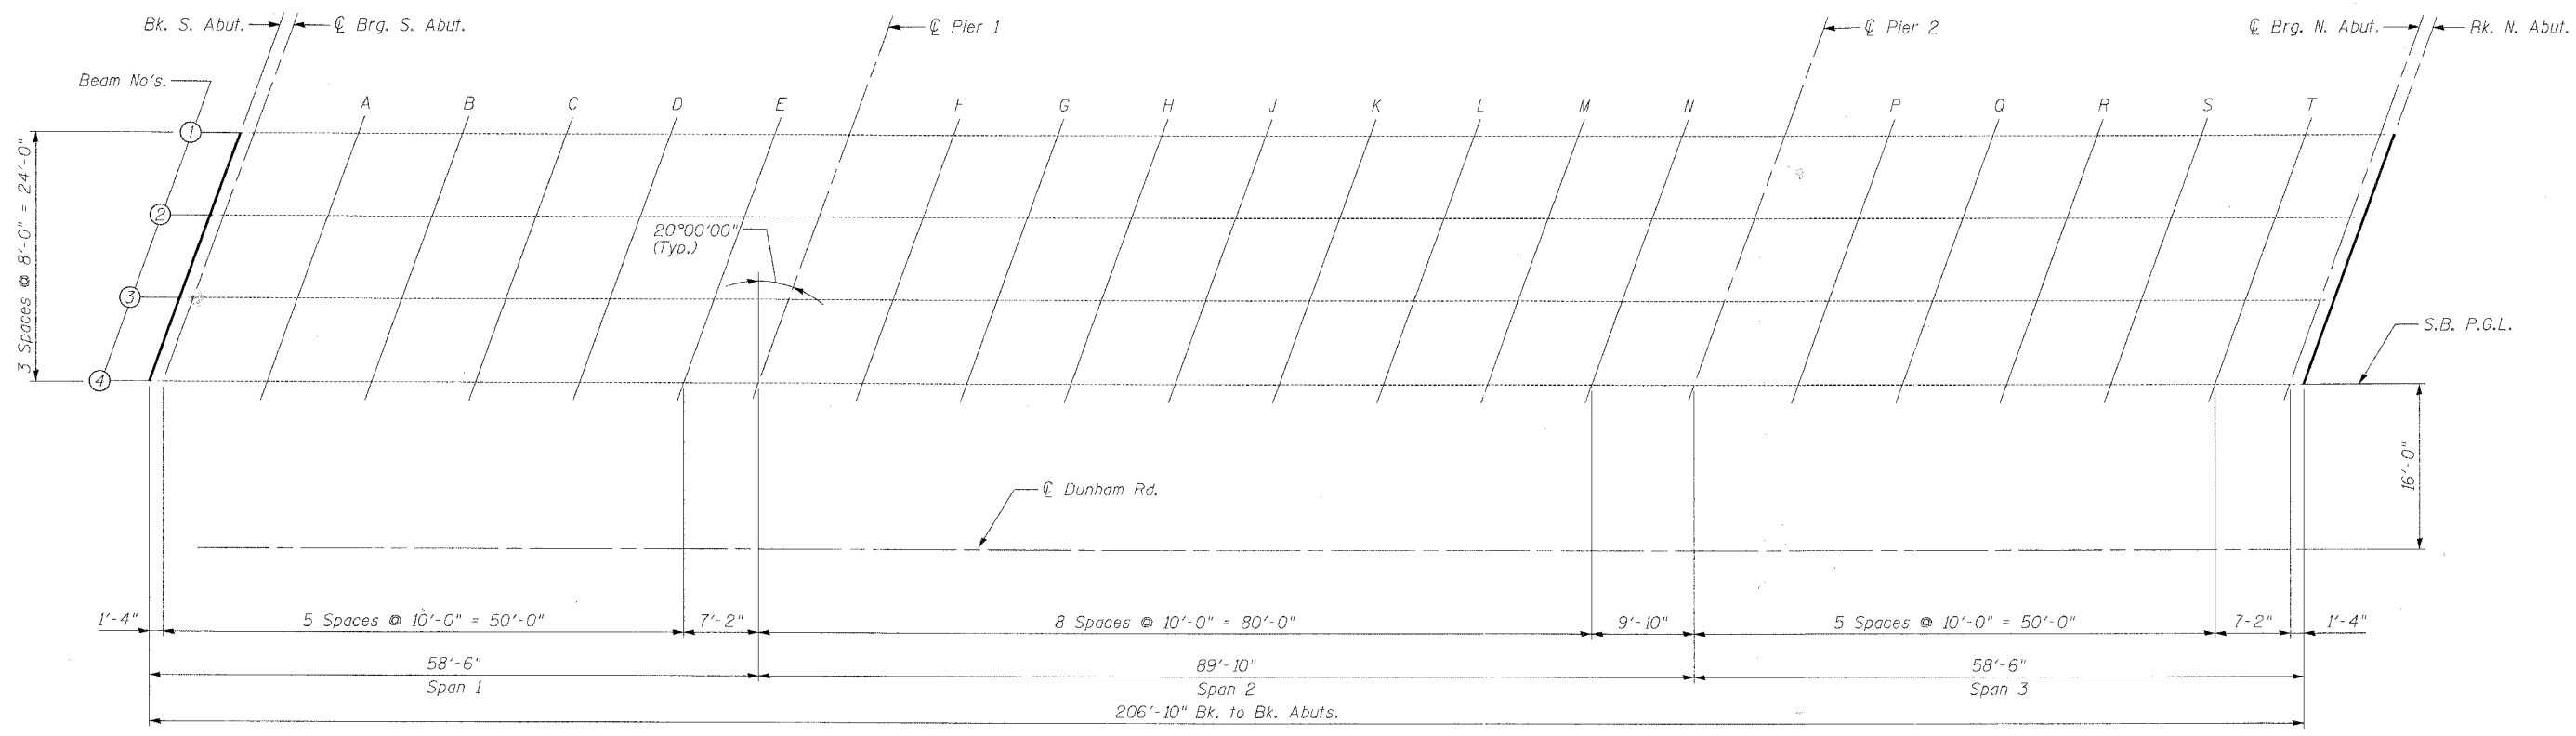 Bk. S. Abut.
℄ Brg. S. Abut.
℄ Pier 1
℄ Pier 2
℄ Brg. N. Abut.
Bk. N. Abut.
Beam No's.
A B C D E F G H J K L M N P Q R S T
1
2
3
4
3 Spaces @ 8'-0" = 24'-0"
20°00'00"
(Typ.)
S.B. P.G.L.
16'-0"
℄ Dunham Rd.
1'-4" 5 Spaces @ 10'-0" = 50'-0" 7'-2" 8 Spaces @ 10'-0" = 80'-0" 9'-10" 5 Spaces @ 10'-0" = 50'-0" 7-2" 1'-4"
58'-6" 89'-10" 58'-6"
Span 1 Span 2 Span 3
206'-10" Bk. to Bk. Abuts.